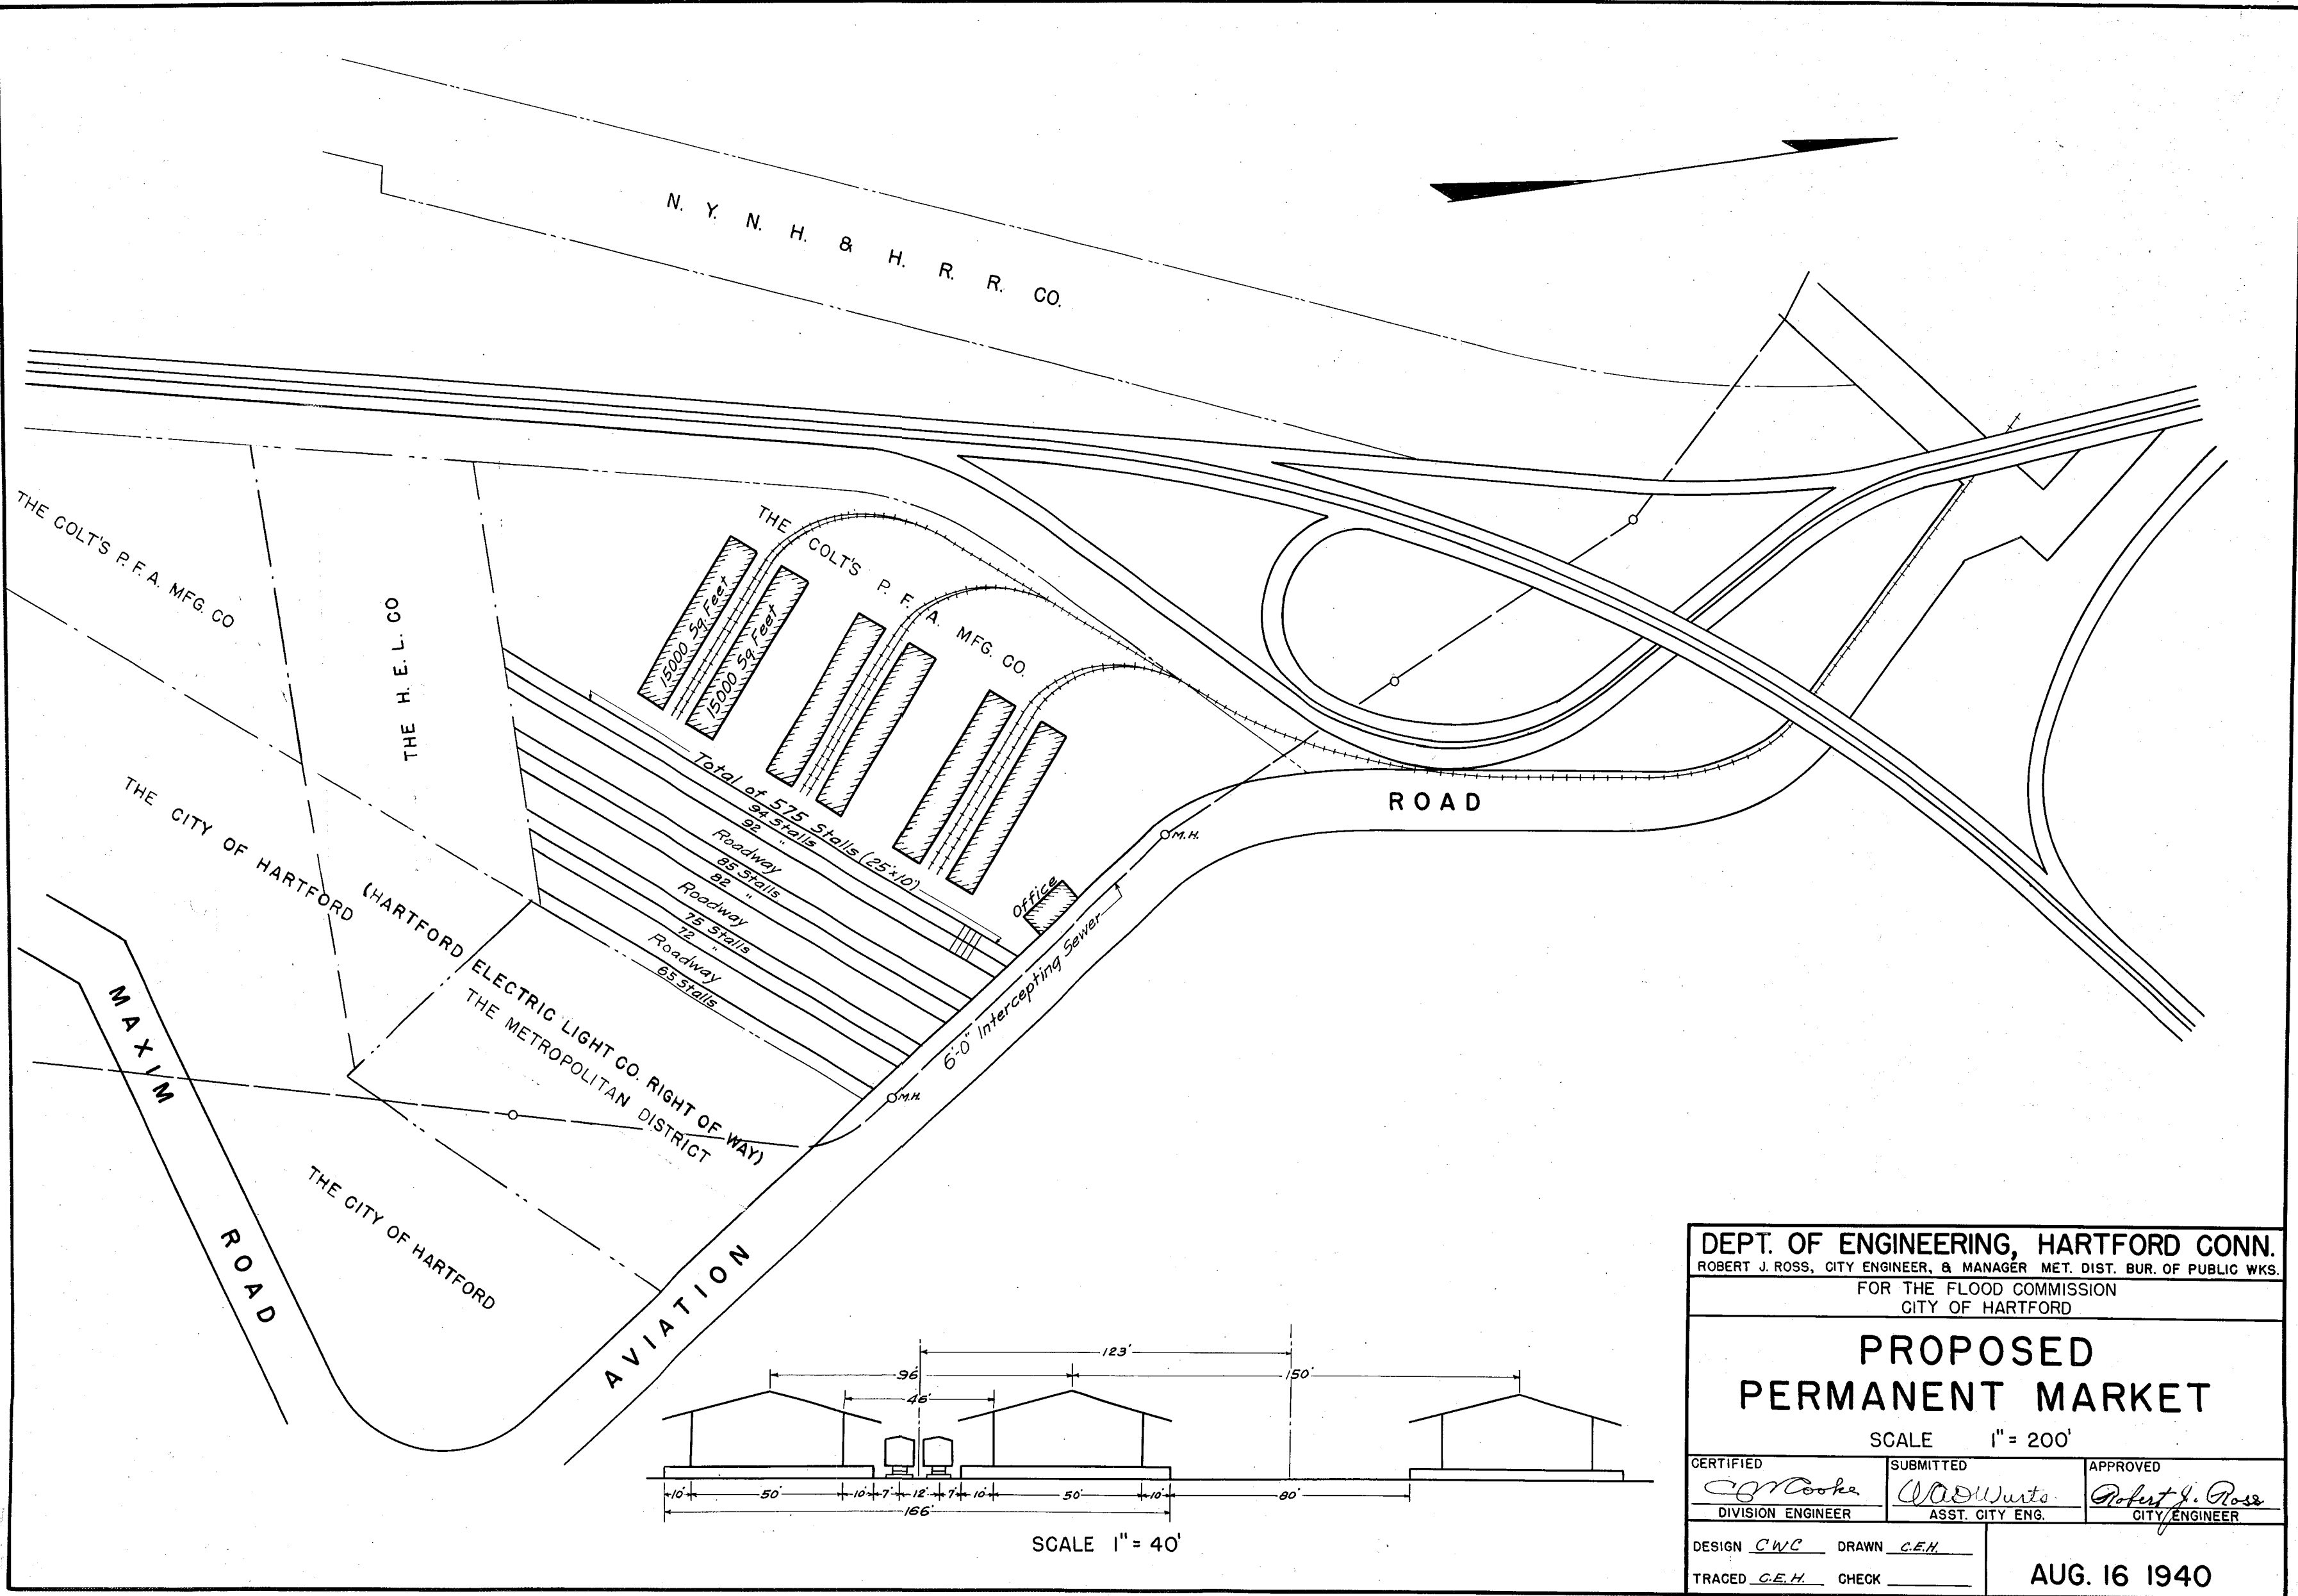 N. Y. N. H. & H. R. R. CO.
THE COLT'S P. F. A. MFG. CO
THE H. E. L. CO
THE COLT'S P. F. A. MFG. CO.
15000 Sq. Feet
15000 Sq. Feet
Total of 575 Stalls (25'x10')
94 Stalls
92 "
Roadway
85 Stalls
82 "
Roadway
75 Stalls
72 "
Roadway
65 Stalls
Office
M.H.
ROAD
6'-0" Intercepting Sewer
M.H.
THE CITY OF HARTFORD
(HARTFORD ELECTRIC LIGHT CO. RIGHT OF WAY)
THE METROPOLITAN DISTRICT
THE CITY OF HARTFORD
MAXIM ROAD
AVIATION
123'
96' 150'
46'
10' 50' 10' 7' 12' 7' 10' 50' 10' 80'
166'
SCALE 1" = 40'
DEPT. OF ENGINEERING, HARTFORD CONN.
ROBERT J. ROSS, CITY ENGINEER, & MANAGER MET. DIST. BUR. OF PUBLIC WKS.
FOR THE FLOOD COMMISSION
CITY OF HARTFORD
PROPOSED
PERMANENT MARKET
SCALE 1" = 200'
CERTIFIED SUBMITTED APPROVED
Cooke Wurts Robert J. Ross
DIVISION ENGINEER ASST. CITY ENG. CITY ENGINEER
DESIGN CWC DRAWN C.E.H.
TRACED C.E.H. CHECK
AUG. 16 1940